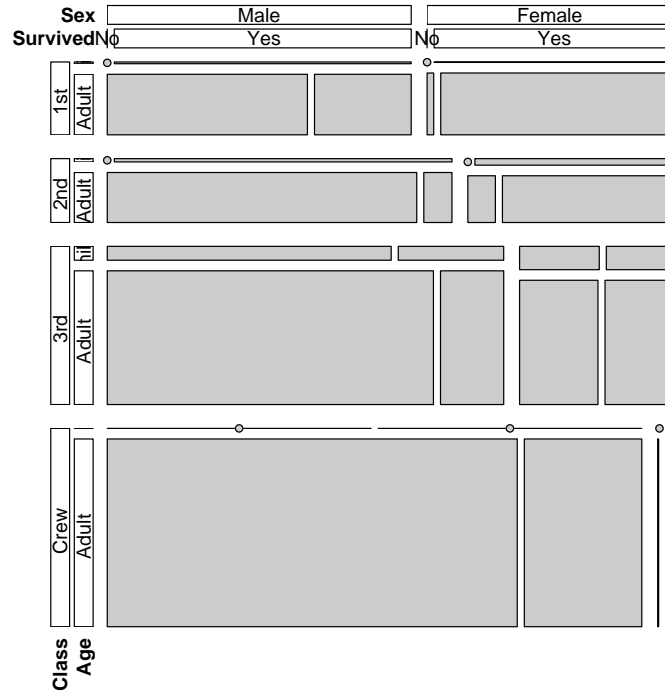 Sex Male Female
Survived No Yes No Yes
1st Adult
2nd Adult
3rd Adult
Crew Adult
Class Age